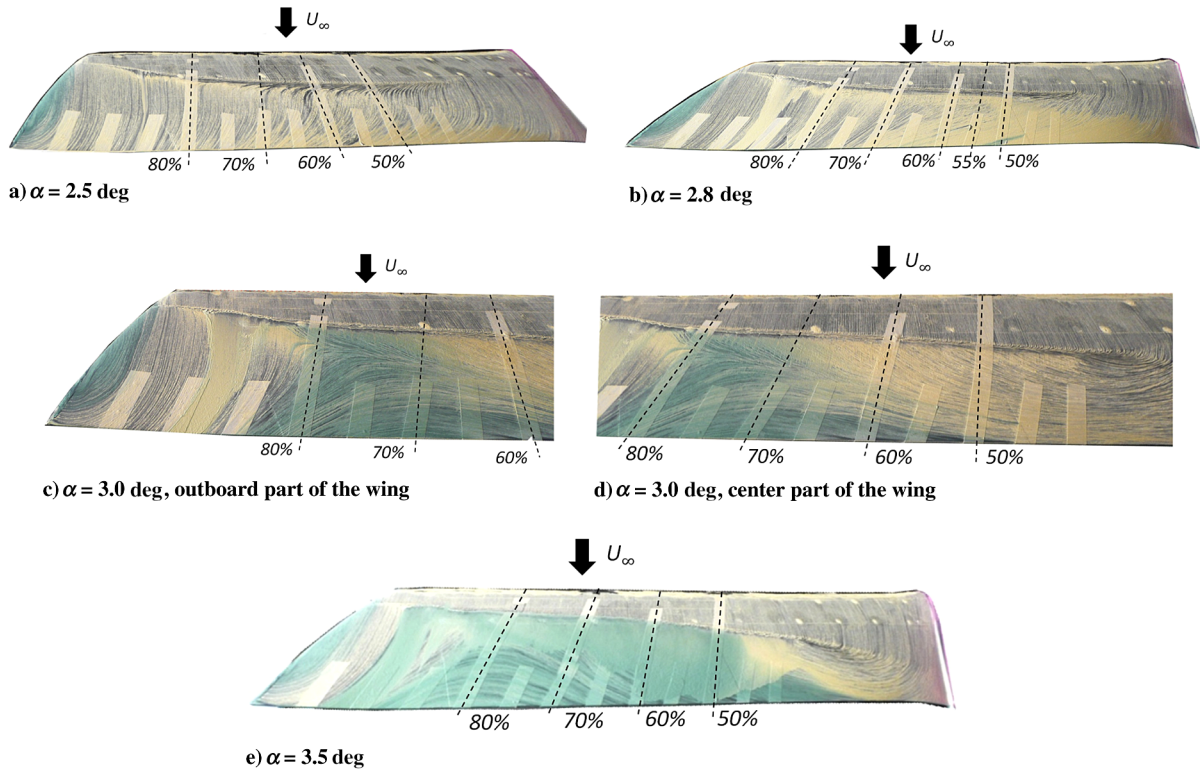 U∞
U∞
80% 70% 60% 50%
80% 70% 60% 55% 50%
a) α = 2.5 deg
b) α = 2.8 deg
U∞
U∞
80% 70% 60%
80% 70% 60% 50%
c) α = 3.0 deg, outboard part of the wing
d) α = 3.0 deg, center part of the wing
U∞
80% 70% 60% 50%
e) α = 3.5 deg